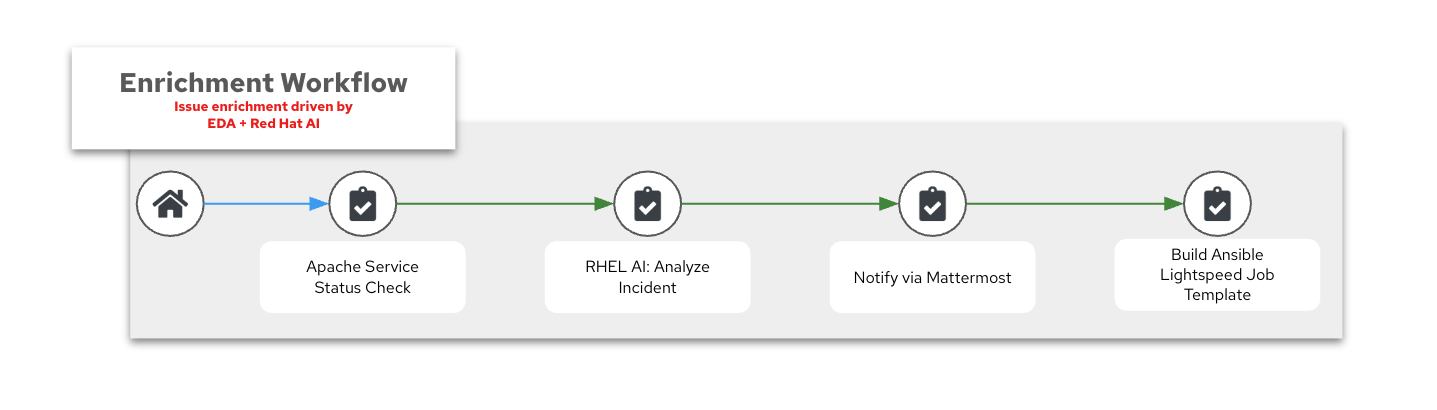 Enrichment Workflow
Issue enrichment driven by
EDA + Red Hat AI
Apache Service
Status Check
RHEL AI: Analyze
Incident
Notify via Mattermost
Build Ansible
Lightspeed Job
Template